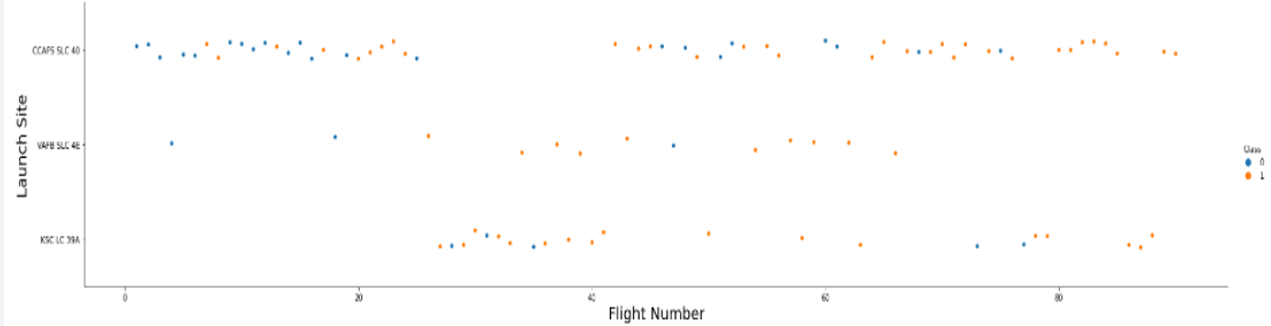 CCAFS SLC 40
VAFB SLC 4E
KSC LC 39A
Launch Site
0 20 40 60 80
Flight Number
Class
0
1